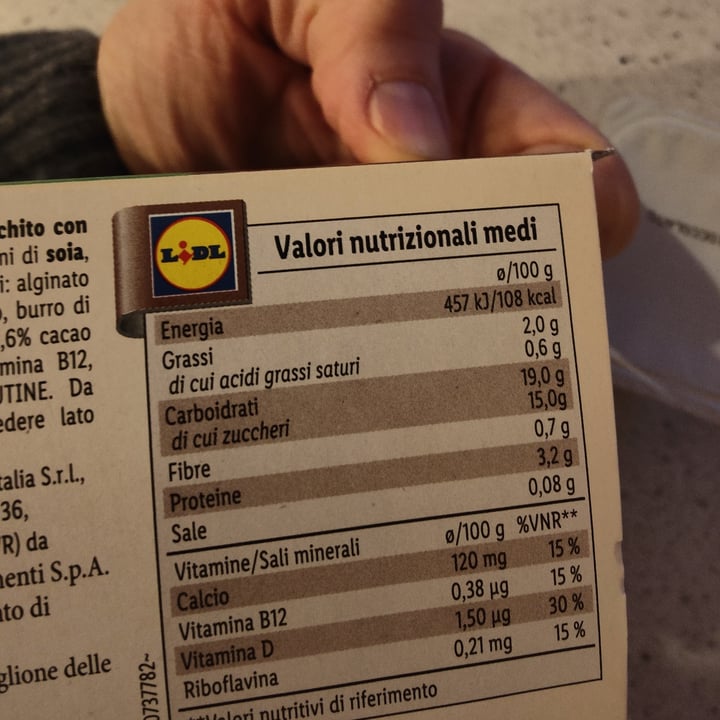 chito con
ni di soia,
i: alginato
, burro di
,6% cacao
mina B12,
UTINE. Da
edere lato
talia S.r.l.,
36,
R) da
menti S.p.A.
to di
glione delle
0737782~
LIDL
Valori nutrizionali medi
ø/100 g
Energia 457 kJ/108 kcal
Grassi 2,0 g
di cui acidi grassi saturi 0,6 g
Carboidrati 19,0 g
di cui zuccheri 15,0g
Fibre 0,7 g
Proteine 3,2 g
Sale 0,08 g
Vitamine/Sali minerali ø/100 g %VNR**
Calcio 120 mg 15 %
Vitamina B12 0,38 µg 15 %
Vitamina D 1,50 µg 30 %
Riboflavina 0,21 mg 15 %
**Valori nutritivi di riferimento